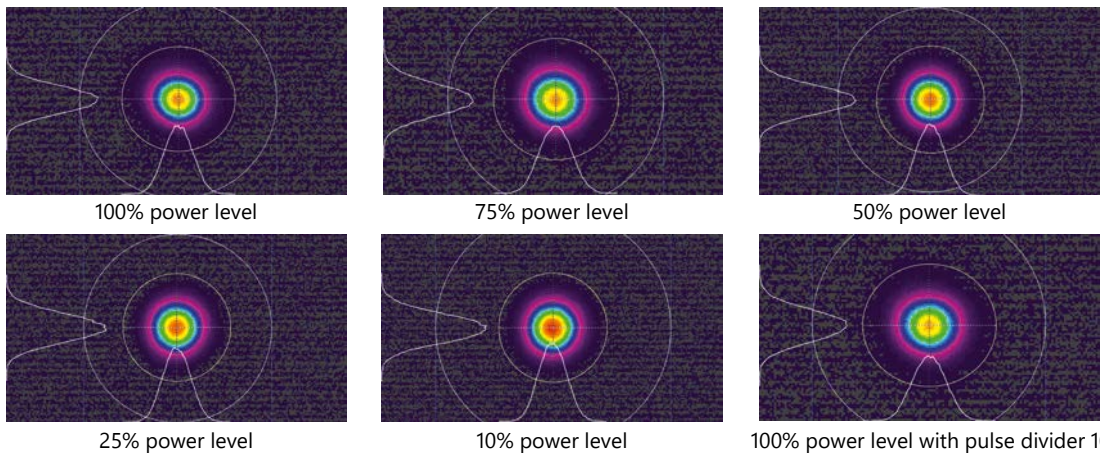 100% power level
75% power level
50% power level
25% power level
10% power level
100% power level with pulse divider